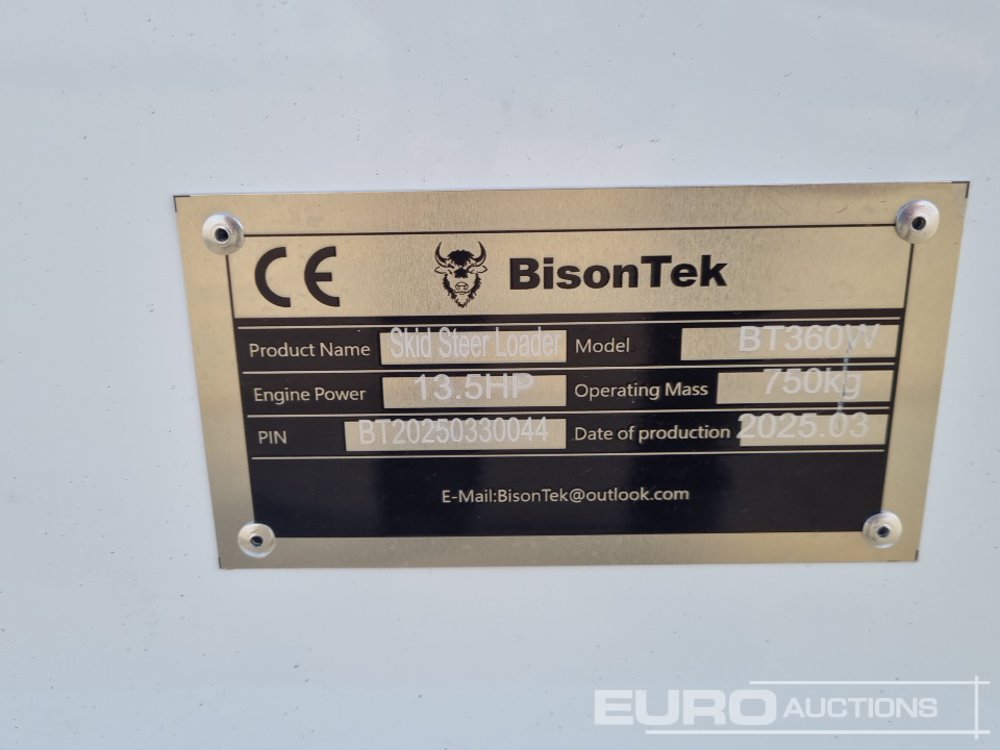 CE BisonTek
Product Name Skid Steer Loader Model BT360W
Engine Power 13.5HP Operating Mass 750kg
PIN BT20250330044 Date of production 2025.03
E-Mail:BisonTek@outlook.com
EURO AUCTIONS